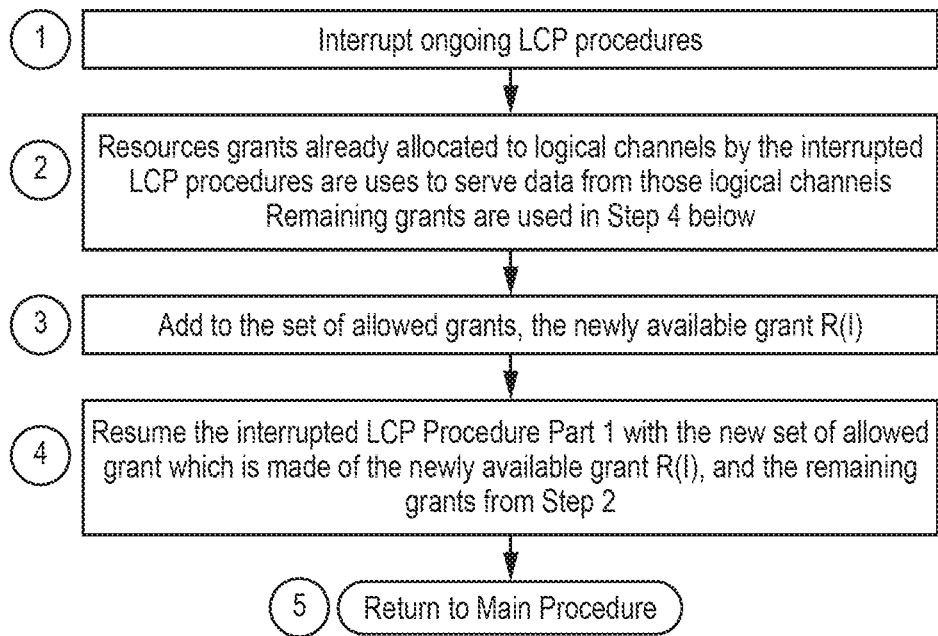 1
Interrupt ongoing LCP procedures
2
Resources grants already allocated to logical channels by the interrupted
LCP procedures are uses to serve data from those logical channels
Remaining grants are used in Step 4 below
3
Add to the set of allowed grants, the newly available grant R(I)
4
Resume the interrupted LCP Procedure Part 1 with the new set of allowed
grant which is made of the newly available grant R(I), and the remaining
grants from Step 2
5
Return to Main Procedure